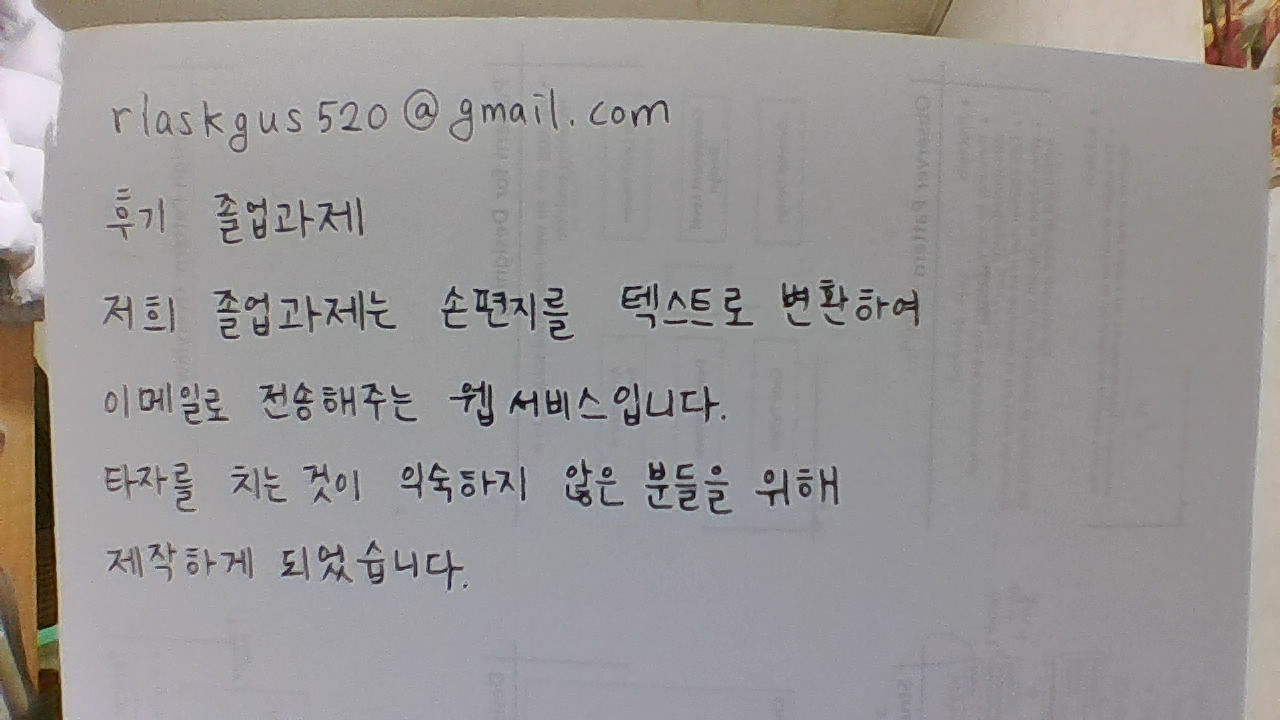 rlaskgus520@gmail.com
후기 졸업과제
저희 졸업과제는 손편지를 텍스트로 변환하여
이메일로 전송해주는 웹 서비스입니다.
타자를 치는 것이 익숙하지 않은 분들을 위해
제작하게 되었습니다.